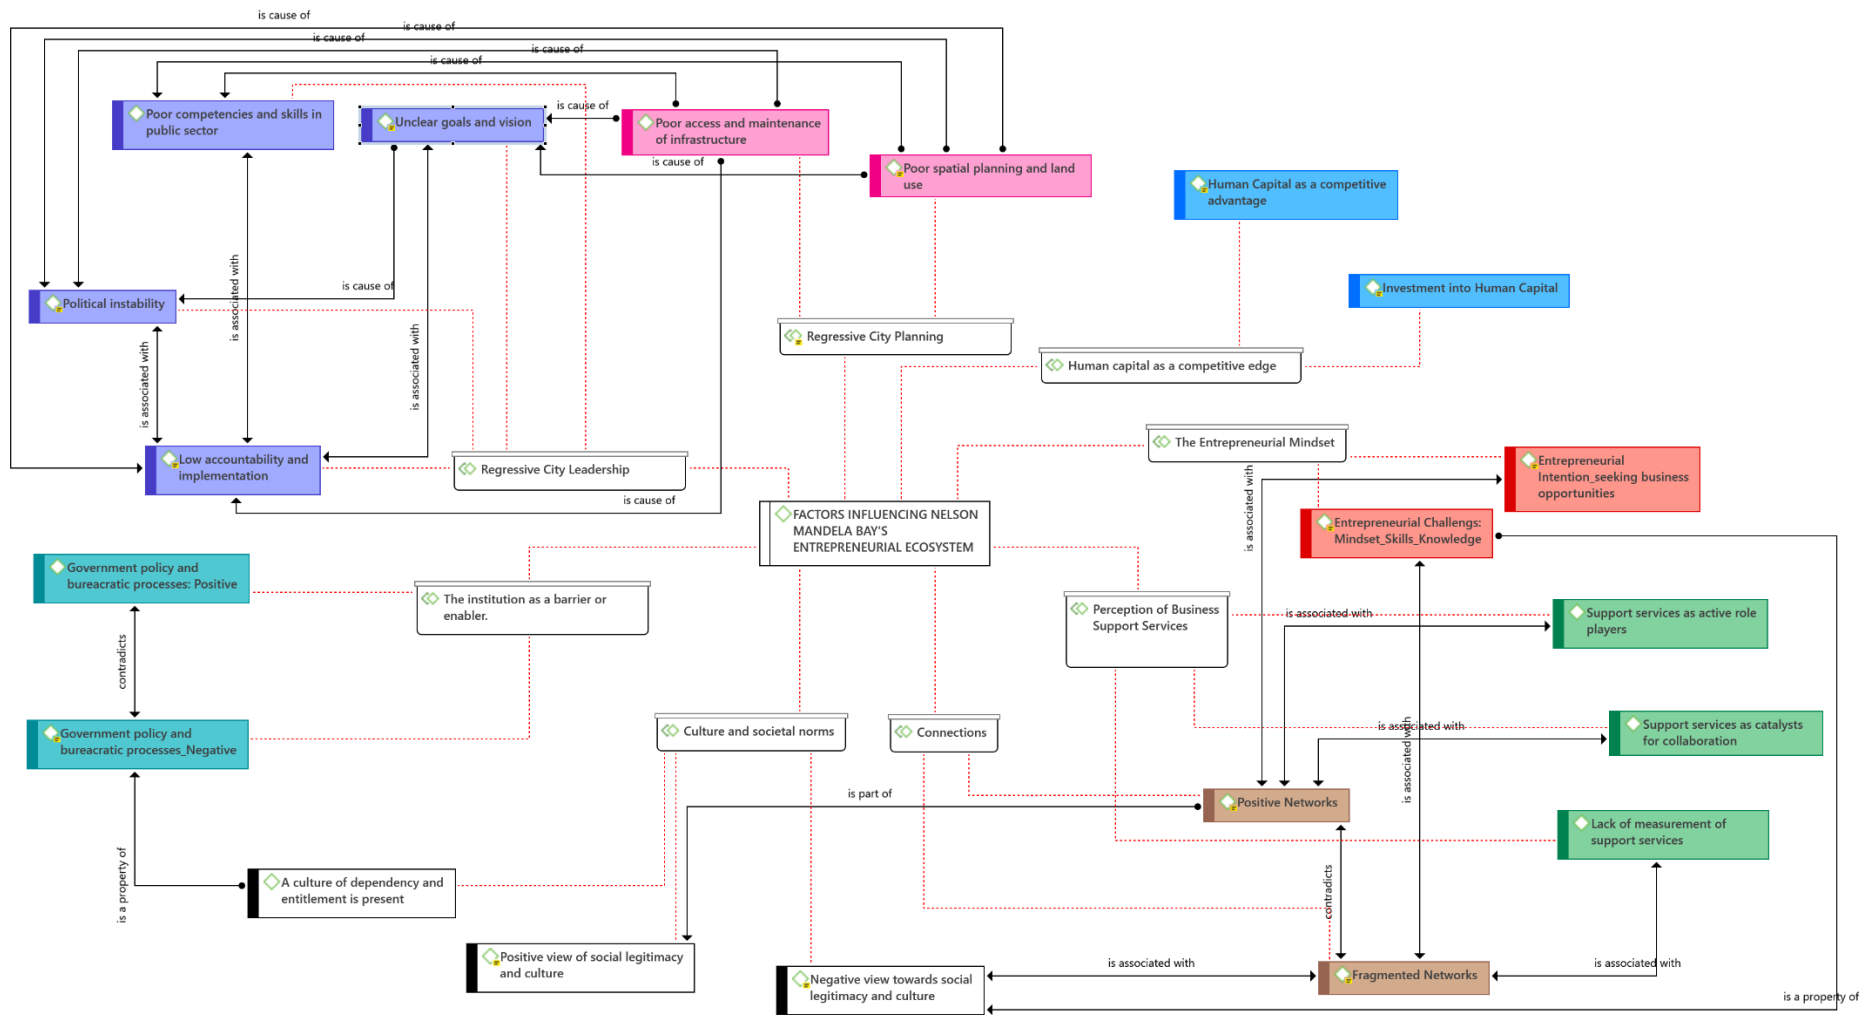 is cause of
is cause of
is cause of
is cause of
is cause of
is cause of
Poor competencies and skills in
public sector
Unclear goals and vision
Poor access and maintenance
of infrastructure
is cause of
Poor spatial planning and land
use
Human Capital as a competitive
advantage
is cause of
Political instability
is associated with
Investment into Human Capital
Regressive City Planning
Human capital as a competitive edge
is associated with
is associated with
The Entrepreneurial Mindset
Low accountability and
implementation
Regressive City Leadership
Entrepreneurial
Intention_seeking business
opportunities
is cause of
is associated with
FACTORS INFLUENCING NELSON
MANDELA BAY'S
ENTREPRENEURIAL ECOSYSTEM
Entrepreneurial Challengs:
Mindset_Skills_Knowledge
Government policy and
bureacratic processes: Positive
The institution as a barrier or
enabler.
Perception of Business
Support Services
is associated with
Support services as active role
players
contradicts
Government policy and
bureacratic processes_Negative
Culture and societal norms
Connections
is associated with
Support services as catalysts
for collaboration
is associated with
is part of
Positive Networks
Lack of measurement of
support services
is a property of
A culture of dependency and
entitlement is present
contradicts
Positive view of social legitimacy
and culture
Negative view towards social
legitimacy and culture
is associated with
Fragmented Networks
is associated with
is a property of